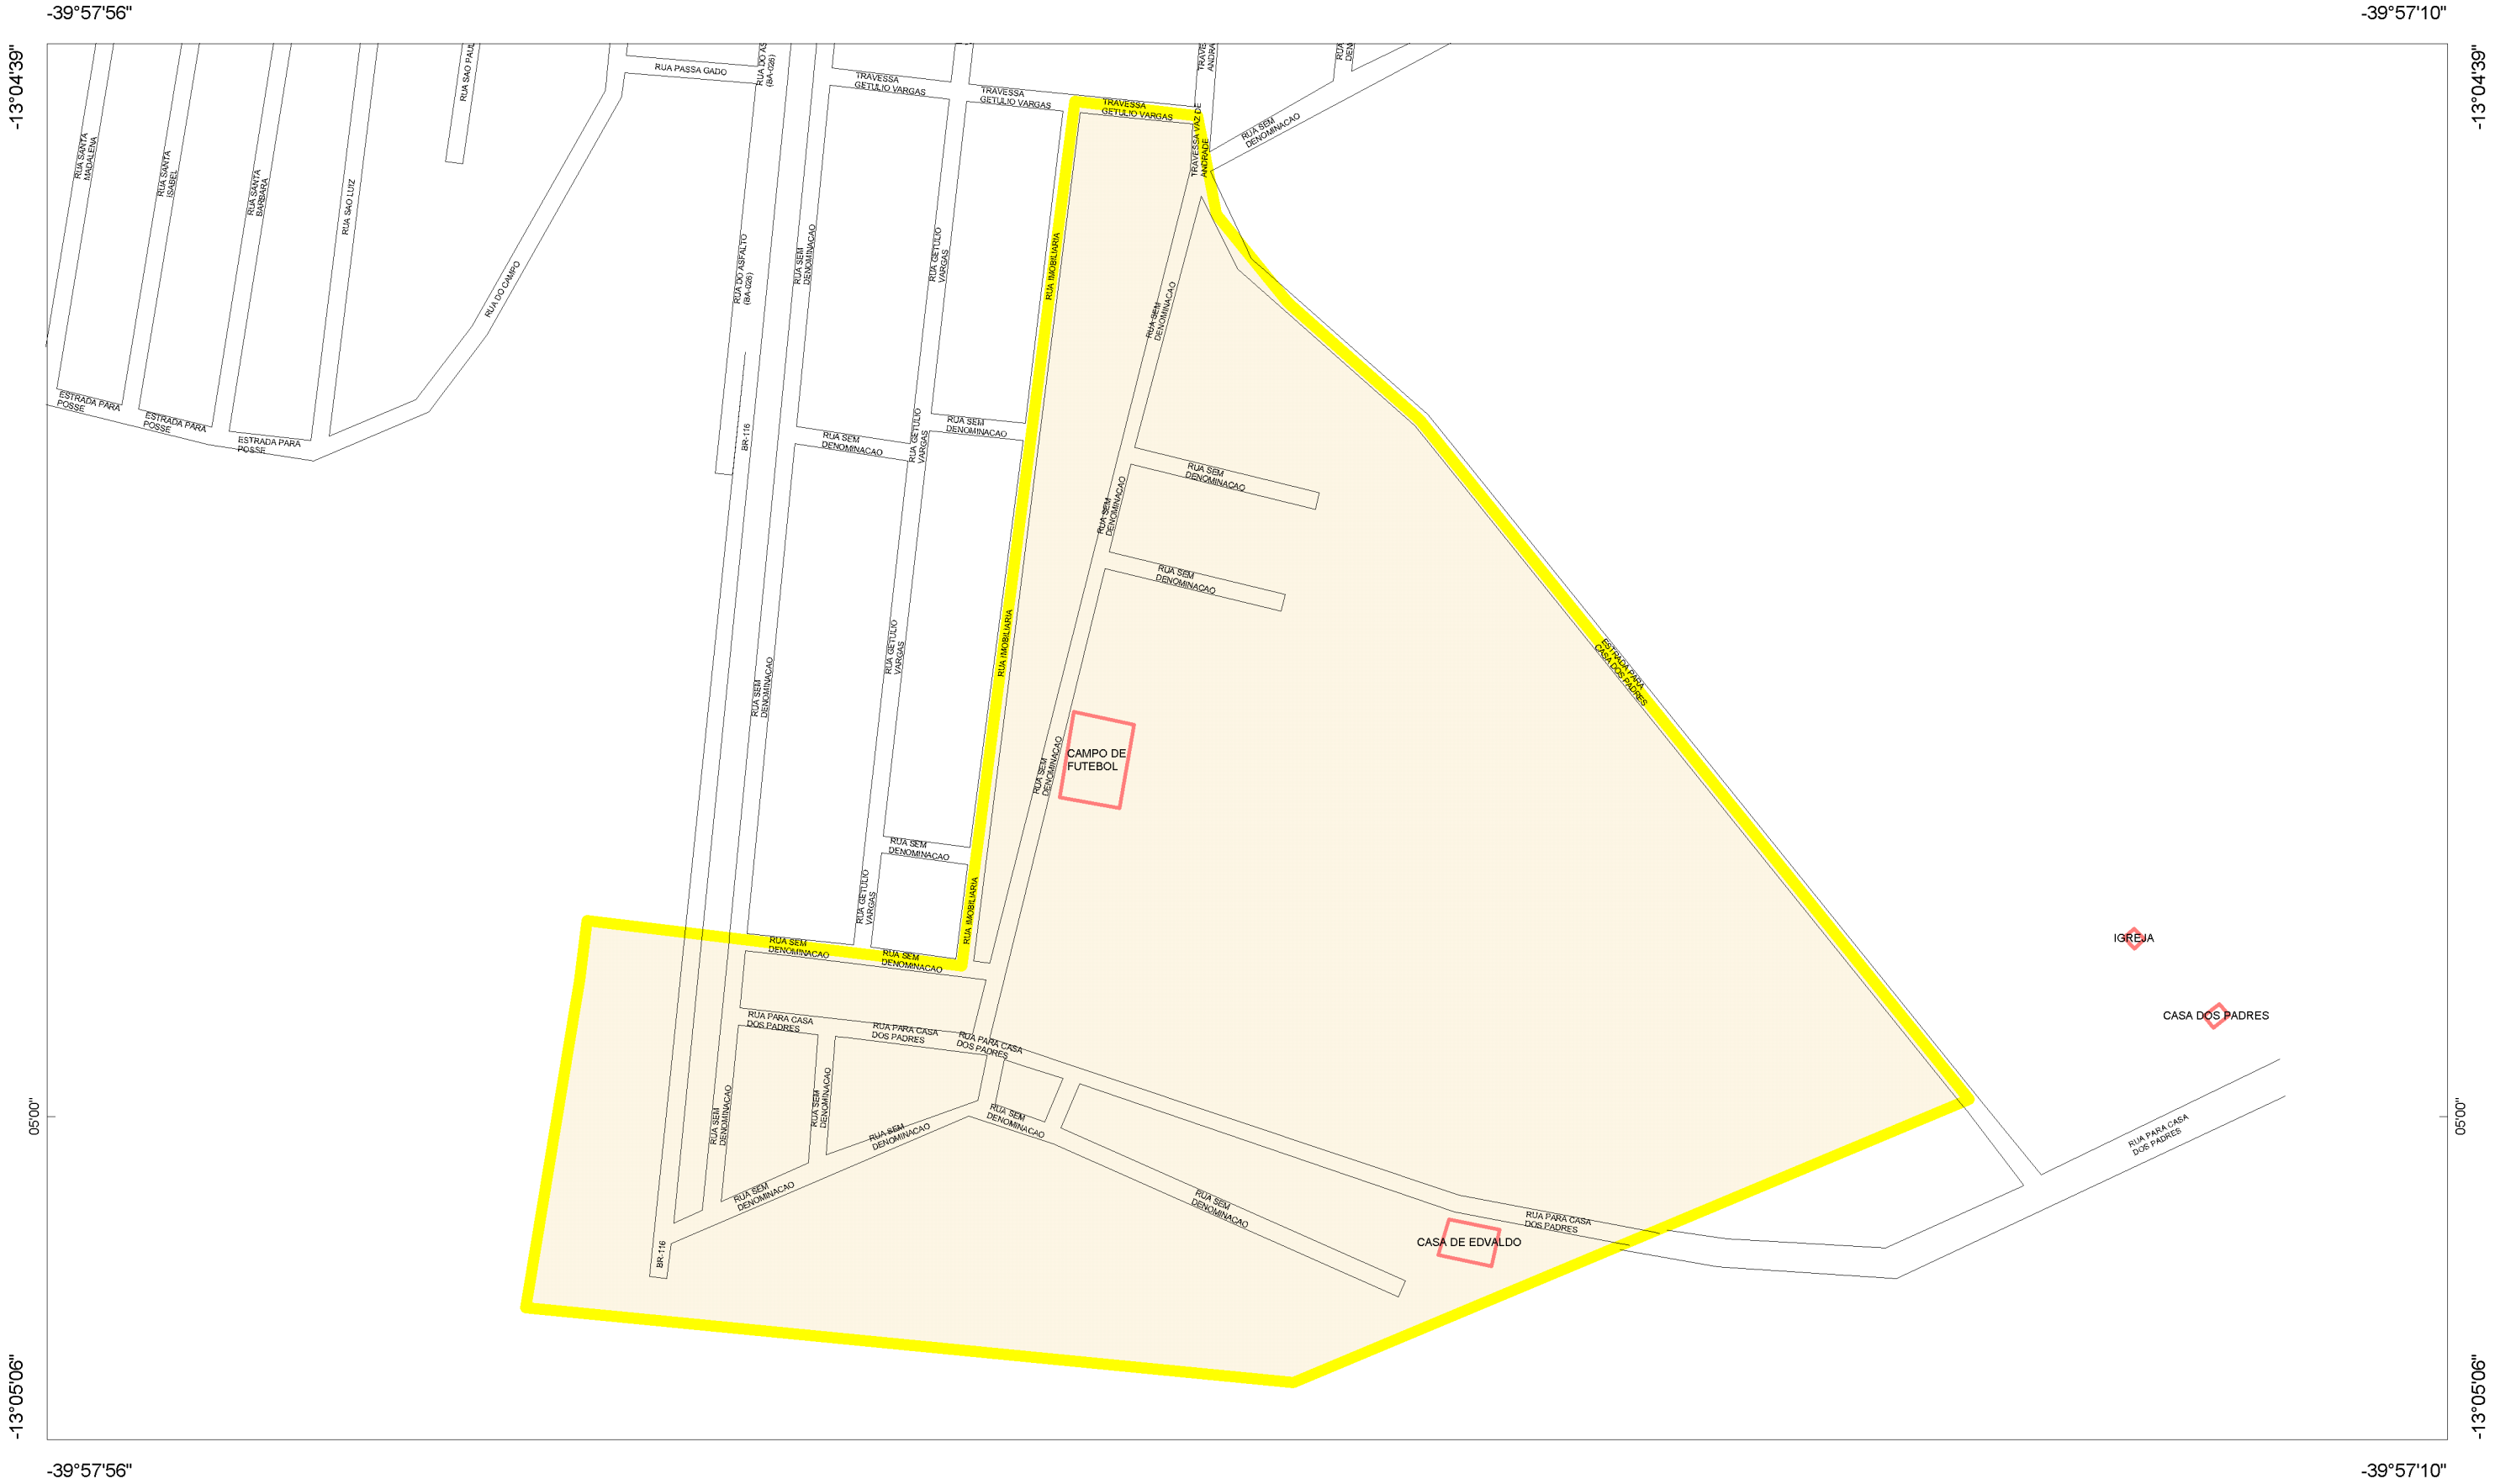 -39°57'56"
-39°57'10"
-13°04'39"
-13°04'39"
RUA SANTA
MADALENA
RUA SANTA
ISABEL
RUA SANTA
BARBARA
RUA SAO LUIZ
RUA SAO PAUL
RUA PASSA GADO
RUA DO AS
(BA-026)
TRAVESSA
GETULIO VARGAS
TRAVESSA
GETULIO VARGAS
TRAVESSA
GETULIO VARGAS
TRAVE
ANDRA
TRAVESSA VAZ DE
ANDRADE
RUA
DEN
RUA SEM
DENOMINACAO
RUA DO CAMPO
RUA DO ASFALTO
(BA-026)
RUA SEM
DENOMINACAO
RUA GETULIO
VARGAS
RUA IMOBILIARIA
RUA SEM
DENOMINACAO
ESTRADA PARA
POSSE
ESTRADA PARA
POSSE
ESTRADA PARA
POSSE
BR-116
RUA SEM
DENOMINACAO
RUA GETULIO
VARGAS
RUA SEM
DENOMINACAO
RUA SEM
DENOMINACAO
RUA SEM
DENOMINACAO
RUA SEM
DENOMINACAO
RUA SEM
DENOMINACAO
RUA GETULIO
VARGAS
RUA IMOBILIARIA
ESTRADA PARA
CASA DOS PADRES
CAMPO DE
FUTEBOL
RUA SEM
DENOMINACAO
RUA SEM
DENOMINACAO
RUA GETULIO
VARGAS
RUA IMOBILIARIA
RUA SEM
DENOMINACAO
RUA SEM
DENOMINACAO
IGREJA
CASA DOS PADRES
RUA PARA CASA
DOS PADRES
RUA PARA CASA
DOS PADRES
RUA PARA CASA
DOS PADRES
RUA SEM
DENOMINACAO
RUA SEM
DENOMINACAO
RUA SEM
DENOMINACAO
RUA SEM
DENOMINACAO
RUA PARA CASA
DOS PADRES
05'00"
05'00"
RUA SEM
DENOMINACAO
RUA SEM
DENOMINACAO
RUA PARA CASA
DOS PADRES
BR-116
CASA DE EDVALDO
-13°05'06"
-13°05'06"
-39°57'56"
-39°57'10"